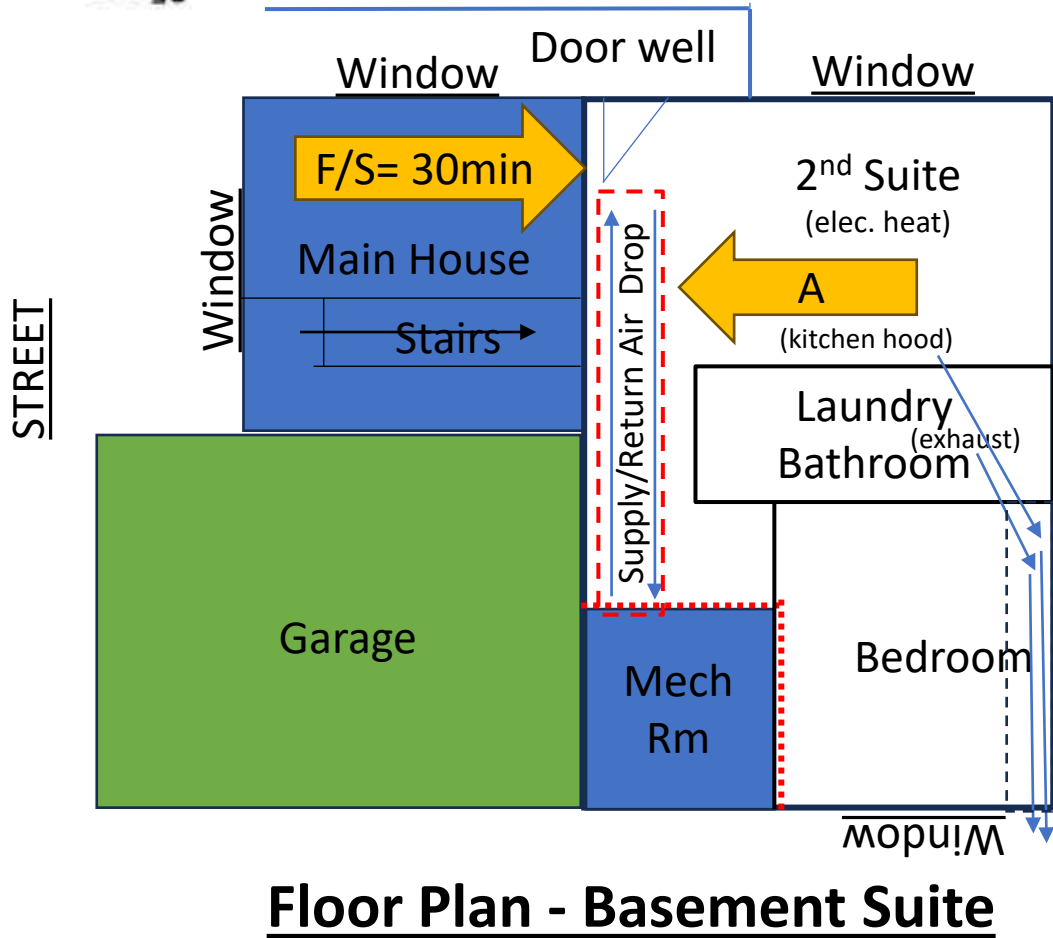 Door well
Window
Window
F/S= 30min
2nd Suite
(elec. heat)
Window
Main House
Supply/Return Air Drop
A
STREET
Stairs
(kitchen hood)
Laundry
(exhaust)
Bathroom
Garage
Bedroom
Mech
Rm
Window
Floor Plan - Basement Suite